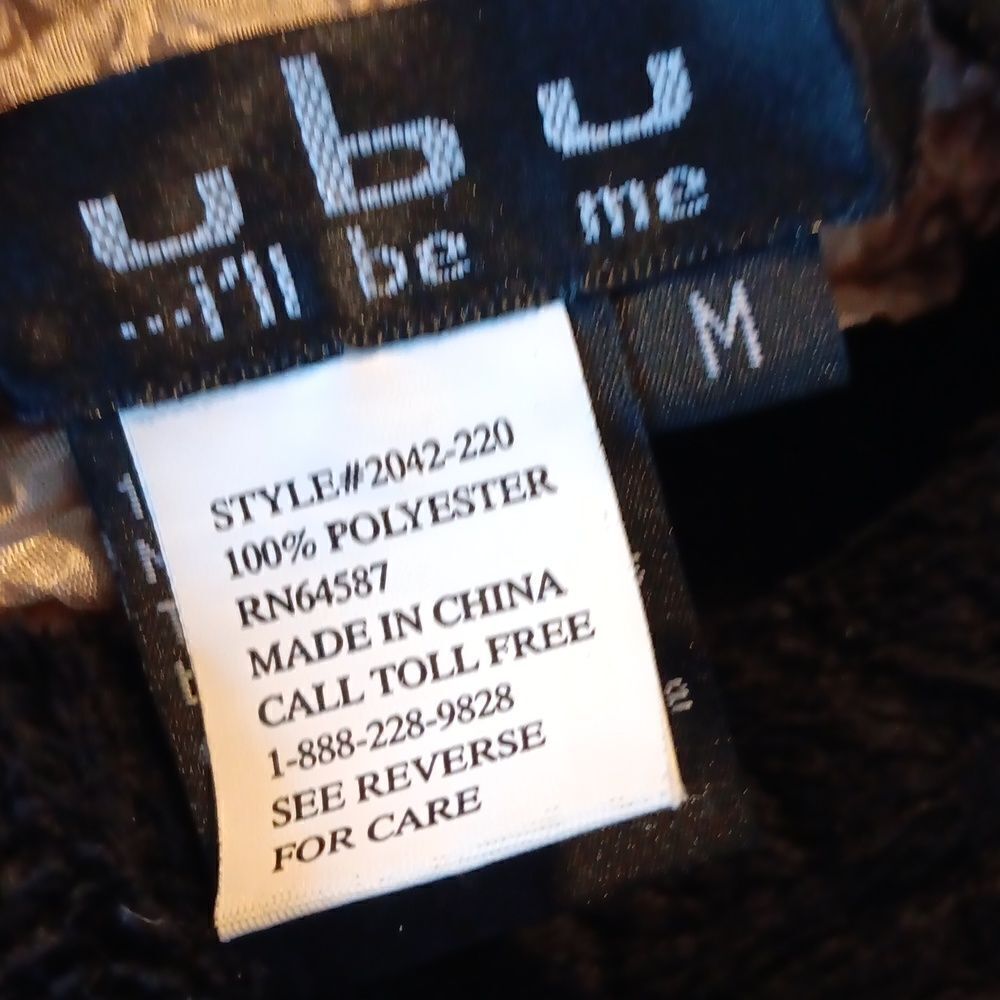 u b u
...i'll be me
M
STYLE#2042-220
100% POLYESTER
RN64587
MADE IN CHINA
CALL TOLL FREE
1-888-228-9828
SEE REVERSE
FOR CARE